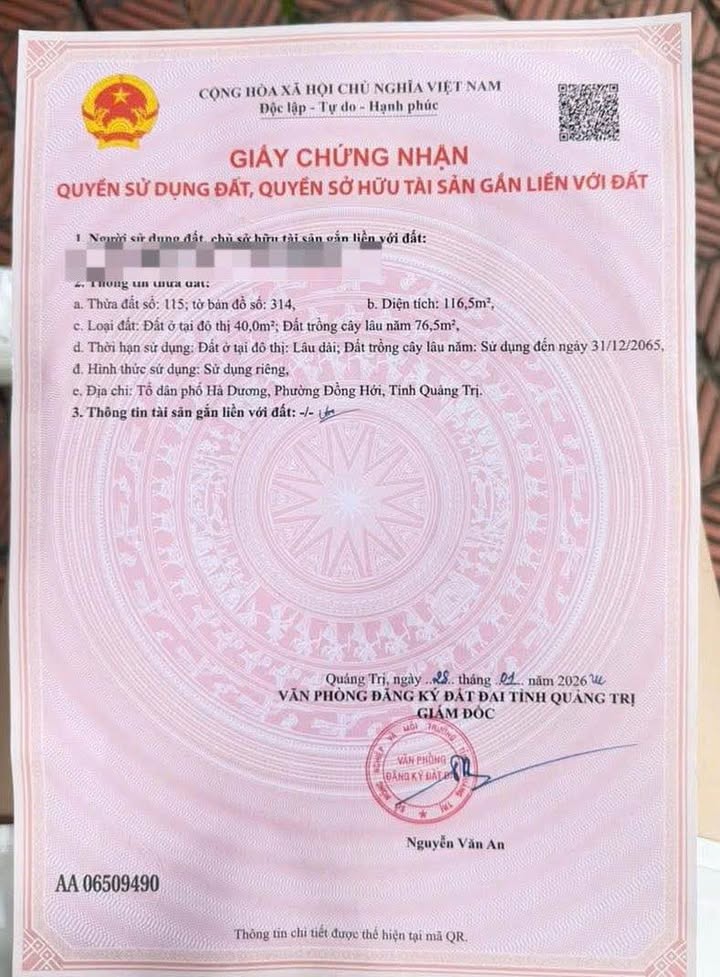 CỘNG HÒA XÃ HỘI CHỦ NGHĨA VIỆT NAM
Độc lập - Tự do - Hạnh phúc
GIẤY CHỨNG NHẬN
QUYỀN SỬ DỤNG ĐẤT, QUYỀN SỞ HỮU TÀI SẢN GẮN LIỀN VỚI ĐẤT
1. Người sử dụng đất, chủ sở hữu tài sản gắn liền với đất:
2. Thông tin thửa đất:
a. Thửa đất số: 115; tờ bản đồ số: 314, b. Diện tích: 116,5m²,
c. Loại đất: Đất ở tại đô thị 40,0m²; Đất trồng cây lâu năm 76,5m²,
d. Thời hạn sử dụng: Đất ở tại đô thị: Lâu dài; Đất trồng cây lâu năm: Sử dụng đến ngày 31/12/2065,
đ. Hình thức sử dụng: Sử dụng riêng,
e. Địa chỉ: Tổ dân phố Hà Dương, Phường Đồng Hới, Tỉnh Quảng Trị.
3. Thông tin tài sản gắn liền với đất: -/-
Quảng Trị, ngày ..28.. tháng ..01.. năm 2026
VĂN PHÒNG ĐĂNG KÝ ĐẤT ĐAI TỈNH QUẢNG TRỊ
GIÁM ĐỐC
VĂN PHÒNG
ĐĂNG KÝ ĐẤT
Nguyễn Văn An
AA 06509490
Thông tin chi tiết được thể hiện tại mã QR.